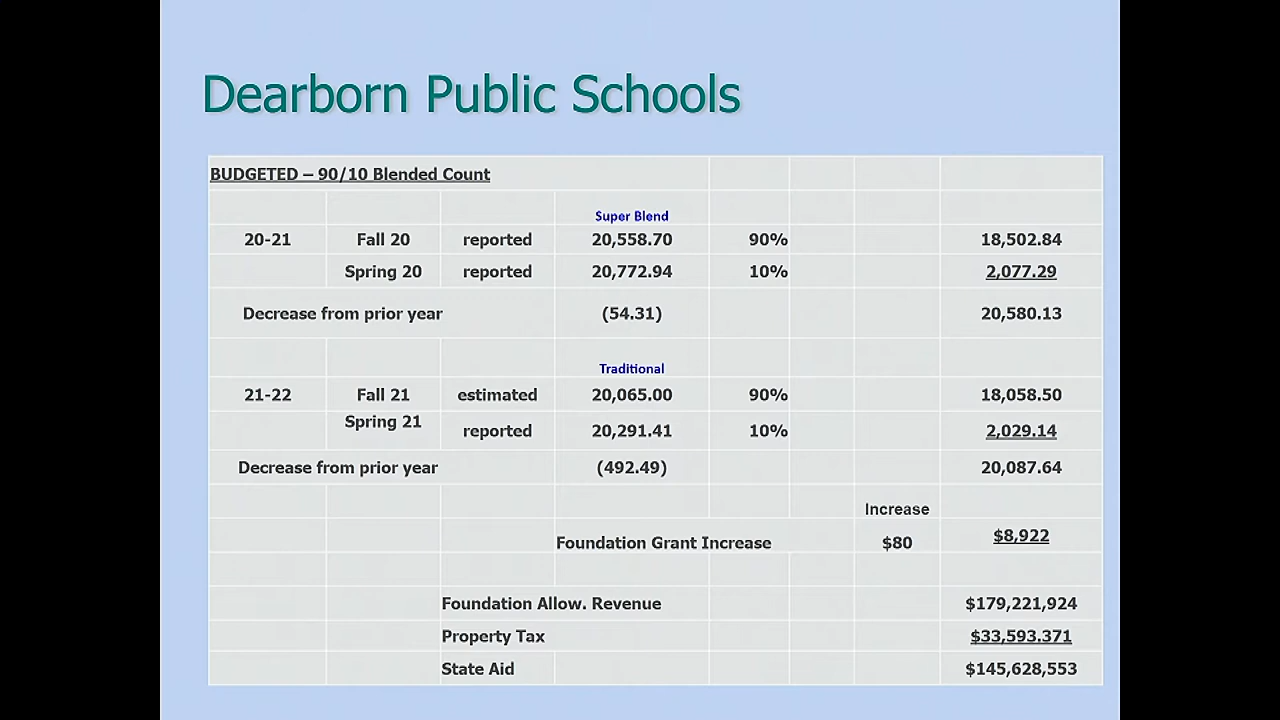 Dearborn Public Schools
BUDGETED – 90/10 Blended Count
Super Blend
20-21 Fall 20 reported 20,558.70 90% 18,502.84
Spring 20 reported 20,772.94 10% 2,077.29
Decrease from prior year (54.31) 20,580.13
Traditional
21-22 Fall 21 estimated 20,065.00 90% 18,058.50
Spring 21 reported 20,291.41 10% 2,029.14
Decrease from prior year (492.49) 20,087.64
Increase
Foundation Grant Increase $80 $8,922
Foundation Allow. Revenue $179,221,924
Property Tax $33,593.371
State Aid $145,628,553